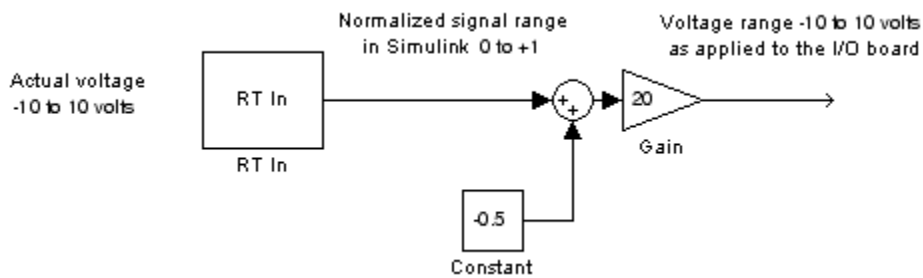 Actual voltage
-10 to 10 volts
RT In
RT In
Normalized signal range
in Simulink 0 to +1
+
+
-0.5
Constant
20
Gain
Voltage range -10 to 10 volts
as applied to the I/O board